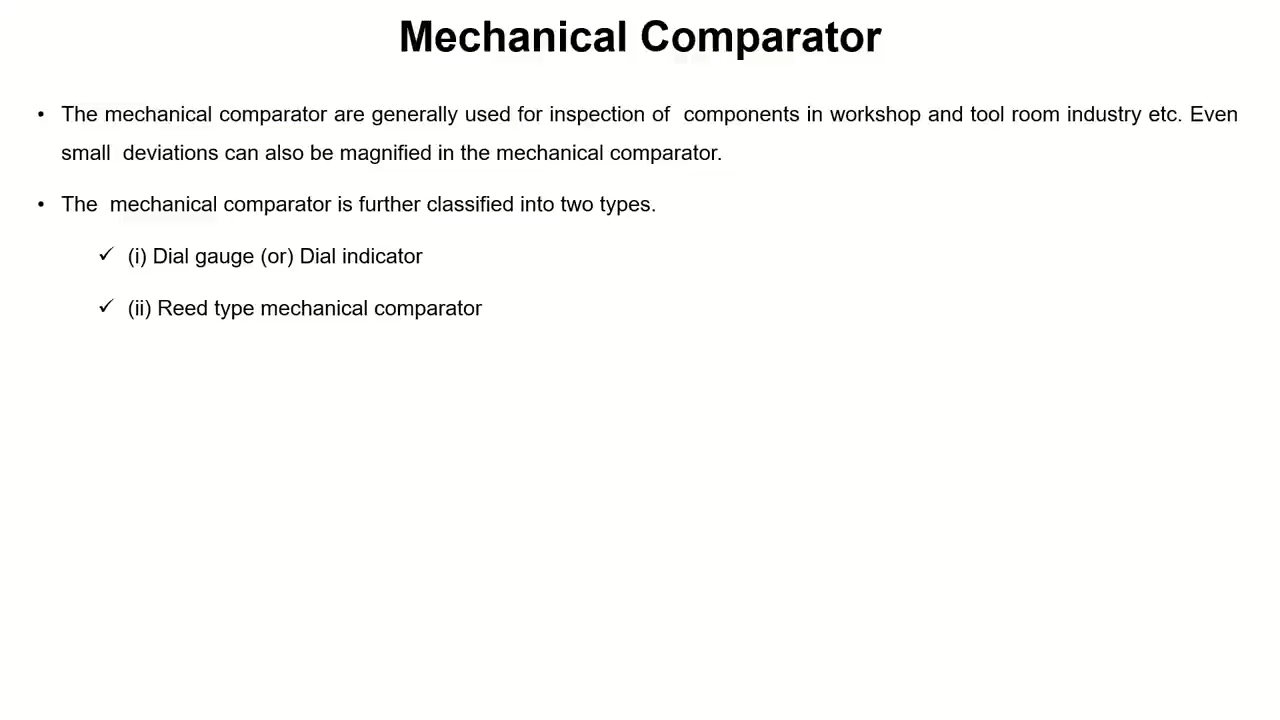 Mechanical Comparator
• The mechanical comparator are generally used for inspection of  components in workshop and tool room industry etc. Even
small  deviations can also be magnified in the mechanical comparator.
• The  mechanical comparator is further classified into two types.
✓ (i) Dial gauge (or) Dial indicator
✓ (ii) Reed type mechanical comparator